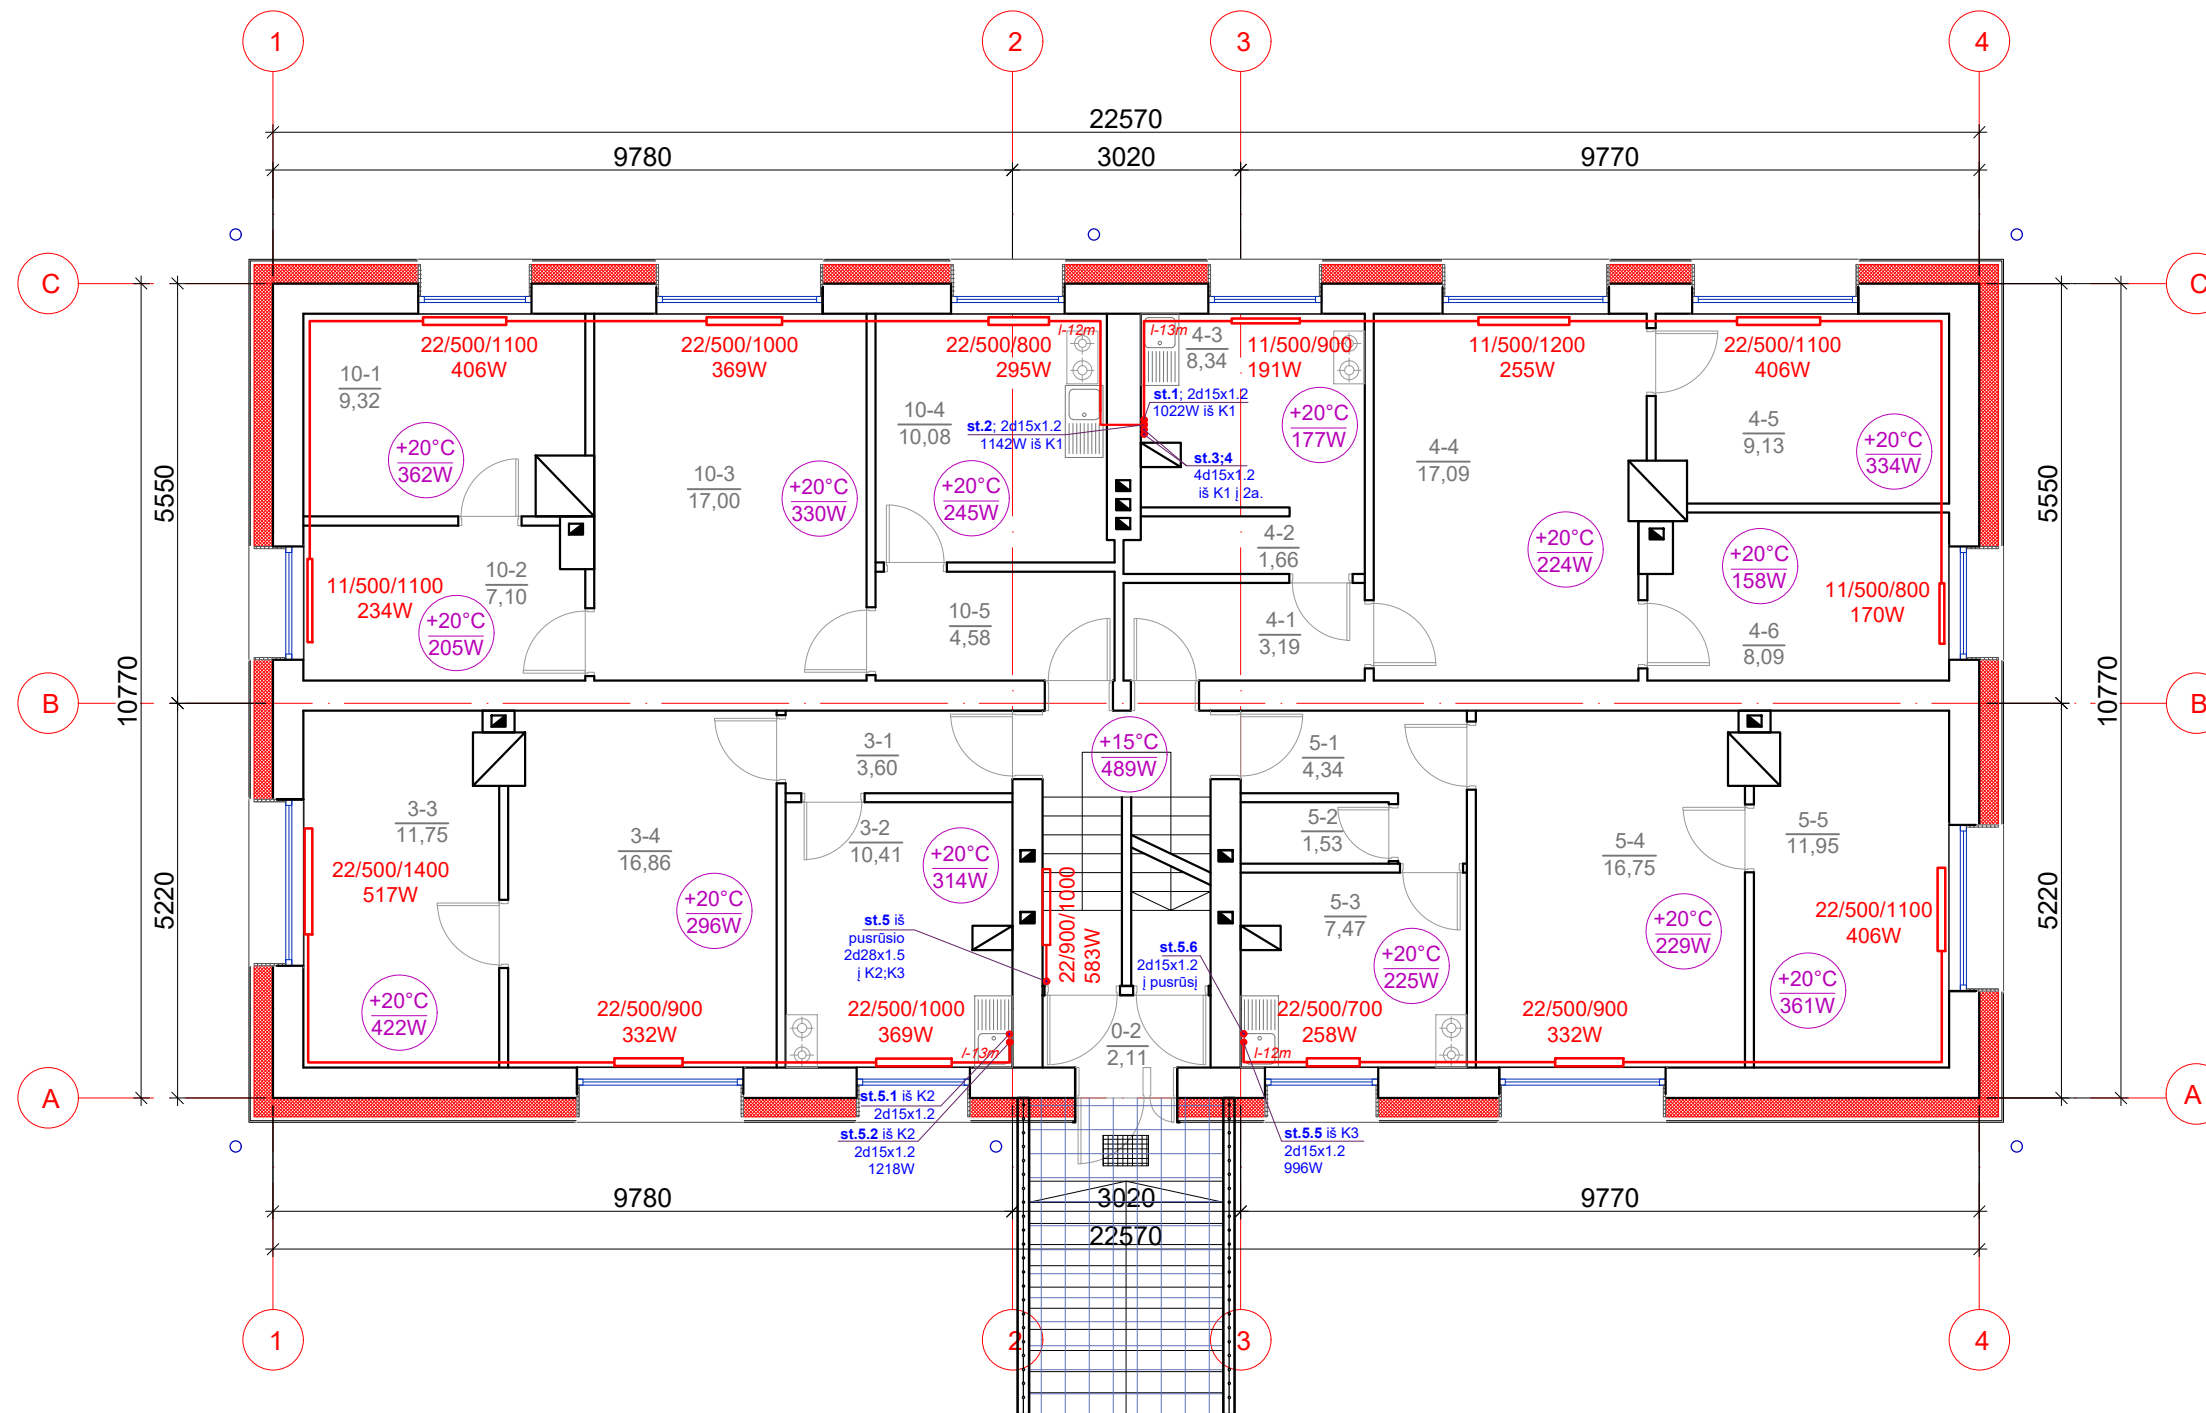 1
2
3
4
22570
9780
3020
9770
C
C
l-12m
l-13m
22/500/1100
406W
22/500/1000
369W
22/500/800
295W
4-3
8,34
11/500/900
191W
11/500/1200
255W
22/500/1100
406W
10-1
9,32
10-4
10,08
st.1; 2d15x1.2
1022W iš K1
st.2; 2d15x1.2
1142W iš K1
+20°C
177W
4-5
9,13
+20°C
362W
10-3
17,00
+20°C
330W
+20°C
245W
st.3;4
4d15x1.2
iš K1 į 2a.
4-4
17,09
+20°C
334W
5550
5550
4-2
1,66
+20°C
224W
+20°C
158W
10-2
7,10
11/500/1100
234W
+20°C
205W
10-5
4,58
4-1
3,19
4-6
8,09
11/500/800
170W
10770
10770
B
B
3-1
3,60
+15°C
489W
5-1
4,34
3-3
11,75
3-4
16,86
3-2
10,41
+20°C
314W
5-2
1,53
5-4
16,75
5-5
11,95
22/500/1400
517W
+20°C
296W
22/900/1000
583W
5220
5220
st.5 iš
pusrūsio
2d28x1.5
į K2;K3
st.5.6
2d15x1.2
į pusrūsį
5-3
7,47
+20°C
225W
+20°C
229W
22/500/1100
406W
+20°C
422W
+20°C
361W
22/500/900
332W
22/500/1000
369W
l-13m
0-2
2,11
22/500/700
258W
l-12m
22/500/900
332W
A
A
st.5.1 iš K2
2d15x1.2
st.5.2 iš K2
2d15x1.2
1218W
st.5.5 iš K3
2d15x1.2
996W
9780
3020
9770
22570
1
2
3
4